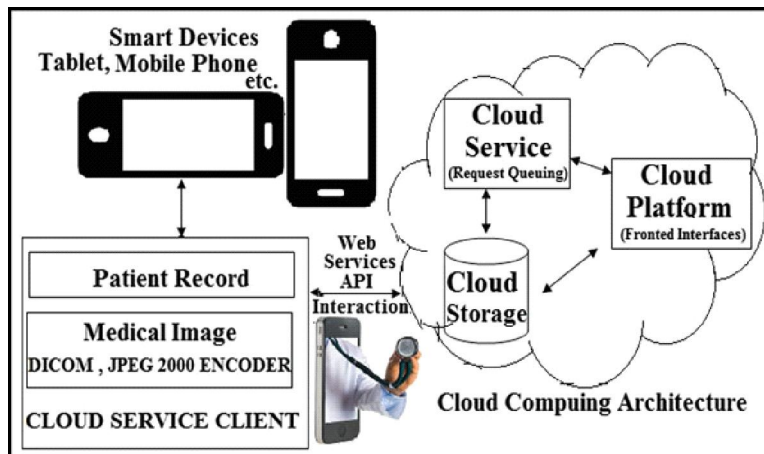 Smart Devices
Tablet, Mobile Phone
etc.
Cloud
Service
(Request Queuing)
Cloud
Platform
(Fronted Interfaces)
Cloud
Storage
Web
Services
API
Interaction
Patient Record
Medical Image
DICOM , JPEG 2000 ENCODER
CLOUD SERVICE CLIENT
Cloud Compuing Architecture